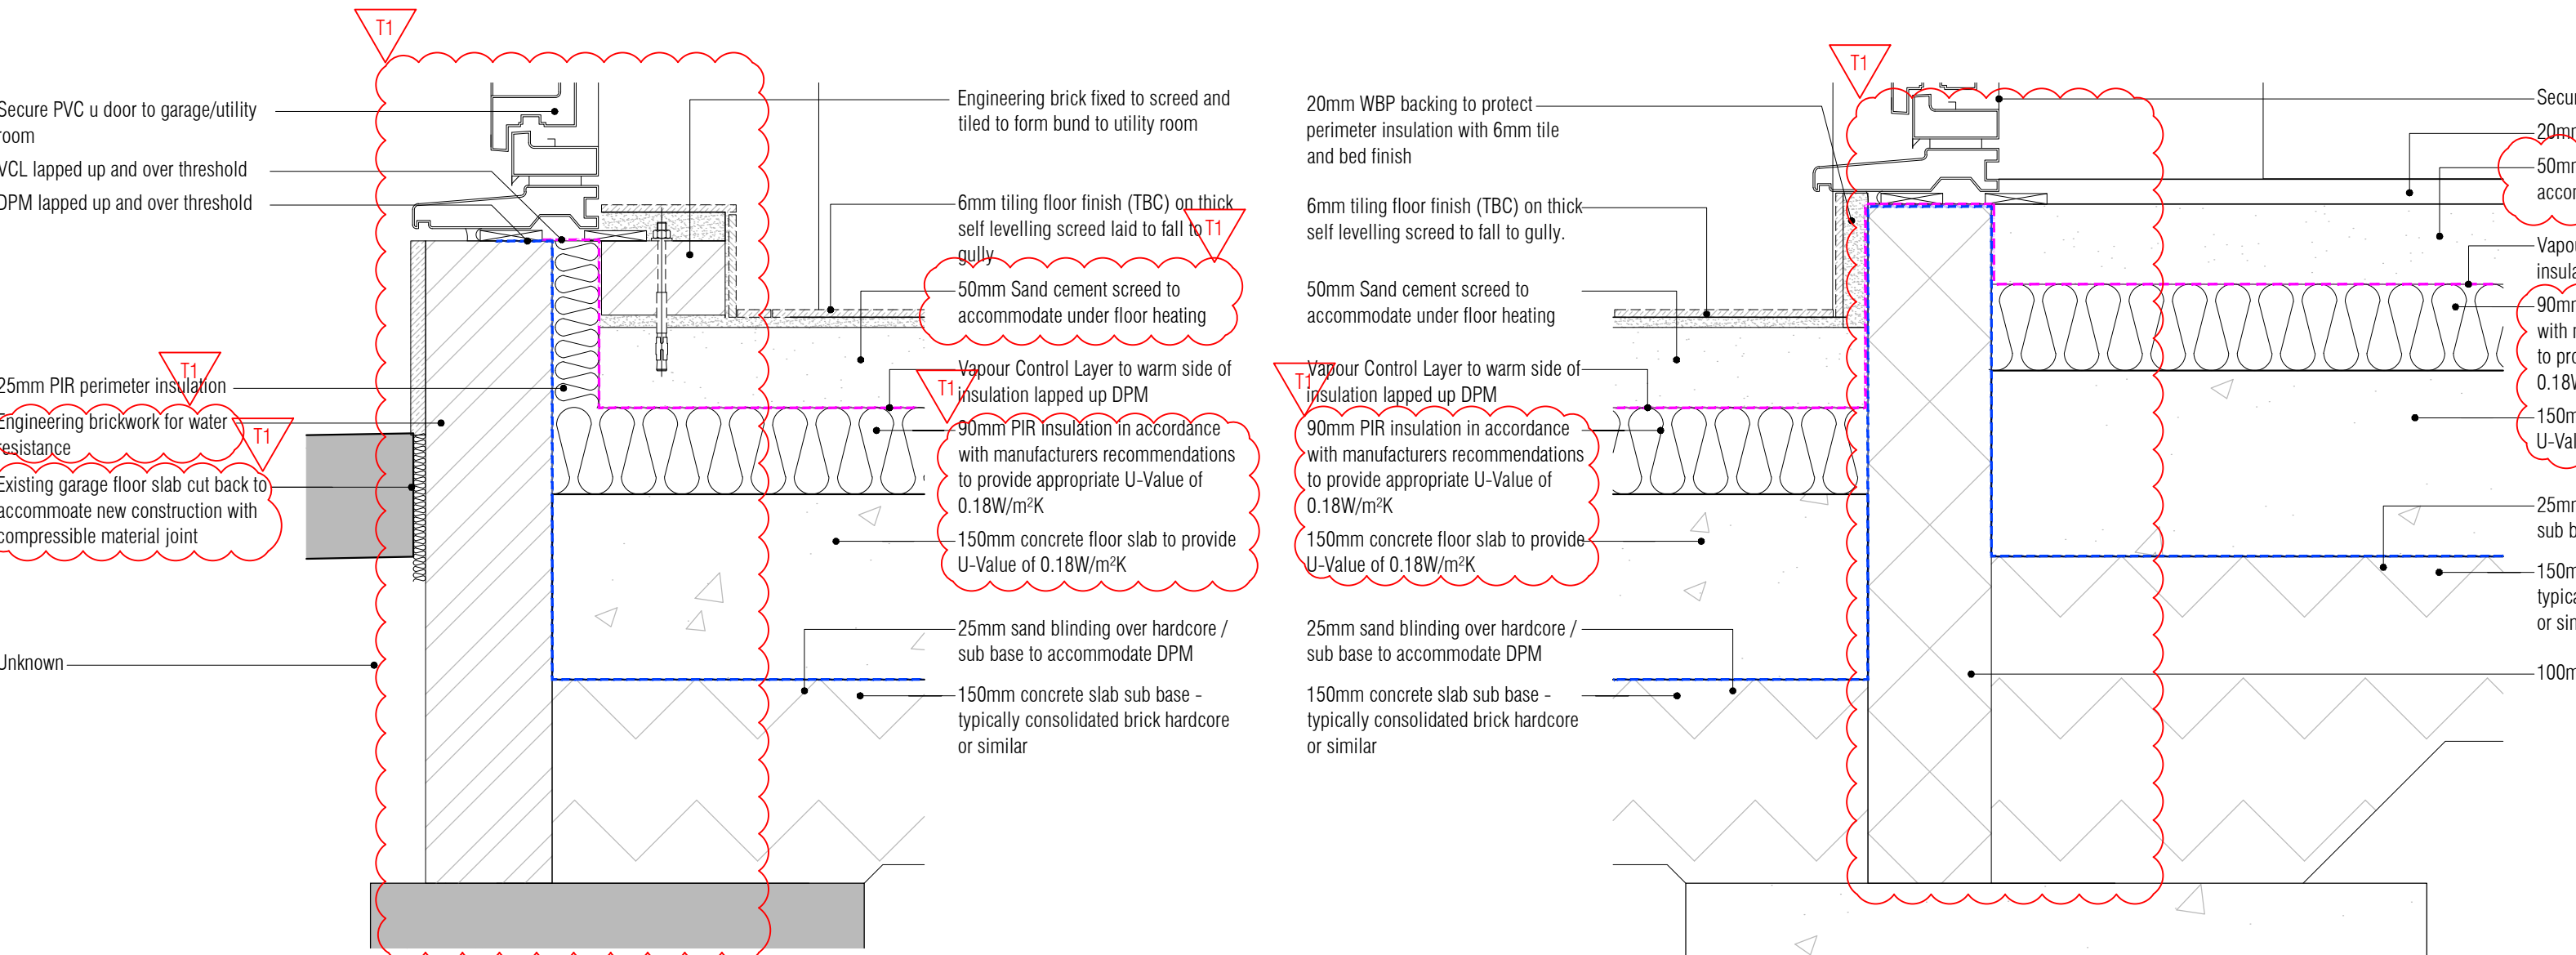 T1
Secure PVC u door to garage/utility
room
VCL lapped up and over threshold
DPM lapped up and over threshold
T1
25mm PIR perimeter insulation
Engineering brickwork for water
resistance
T1
Existing garage floor slab cut back to
accommoate new construction with
compressible material joint
Unknown
Engineering brick fixed to screed and
tiled to form bund to utility room
6mm tiling floor finish (TBC) on thick
self levelling screed laid to fall to
gully
T1
50mm Sand cement screed to
accommodate under floor heating
Vapour Control Layer to warm side of
insulation lapped up DPM
T1
90mm PIR insulation in accordance
with manufacturers recommendations
to provide appropriate U-Value of
0.18W/m²K
150mm concrete floor slab to provide
U-Value of 0.18W/m²K
25mm sand blinding over hardcore /
sub base to accommodate DPM
150mm concrete slab sub base -
typically consolidated brick hardcore
or similar
T1
20mm WBP backing to protect
perimeter insulation with 6mm tile
and bed finish
6mm tiling floor finish (TBC) on thick
self levelling screed to fall to gully.
50mm Sand cement screed to
accommodate under floor heating
T1
Vapour Control Layer to warm side of
insulation lapped up DPM
90mm PIR insulation in accordance
with manufacturers recommendations
to provide appropriate U-Value of
0.18W/m²K
150mm concrete floor slab to provide
U-Value of 0.18W/m²K
25mm sand blinding over hardcore /
sub base to accommodate DPM
150mm concrete slab sub base -
typically consolidated brick hardcore
or similar
20mm
50mm
90mm
with
to
25mm
sub